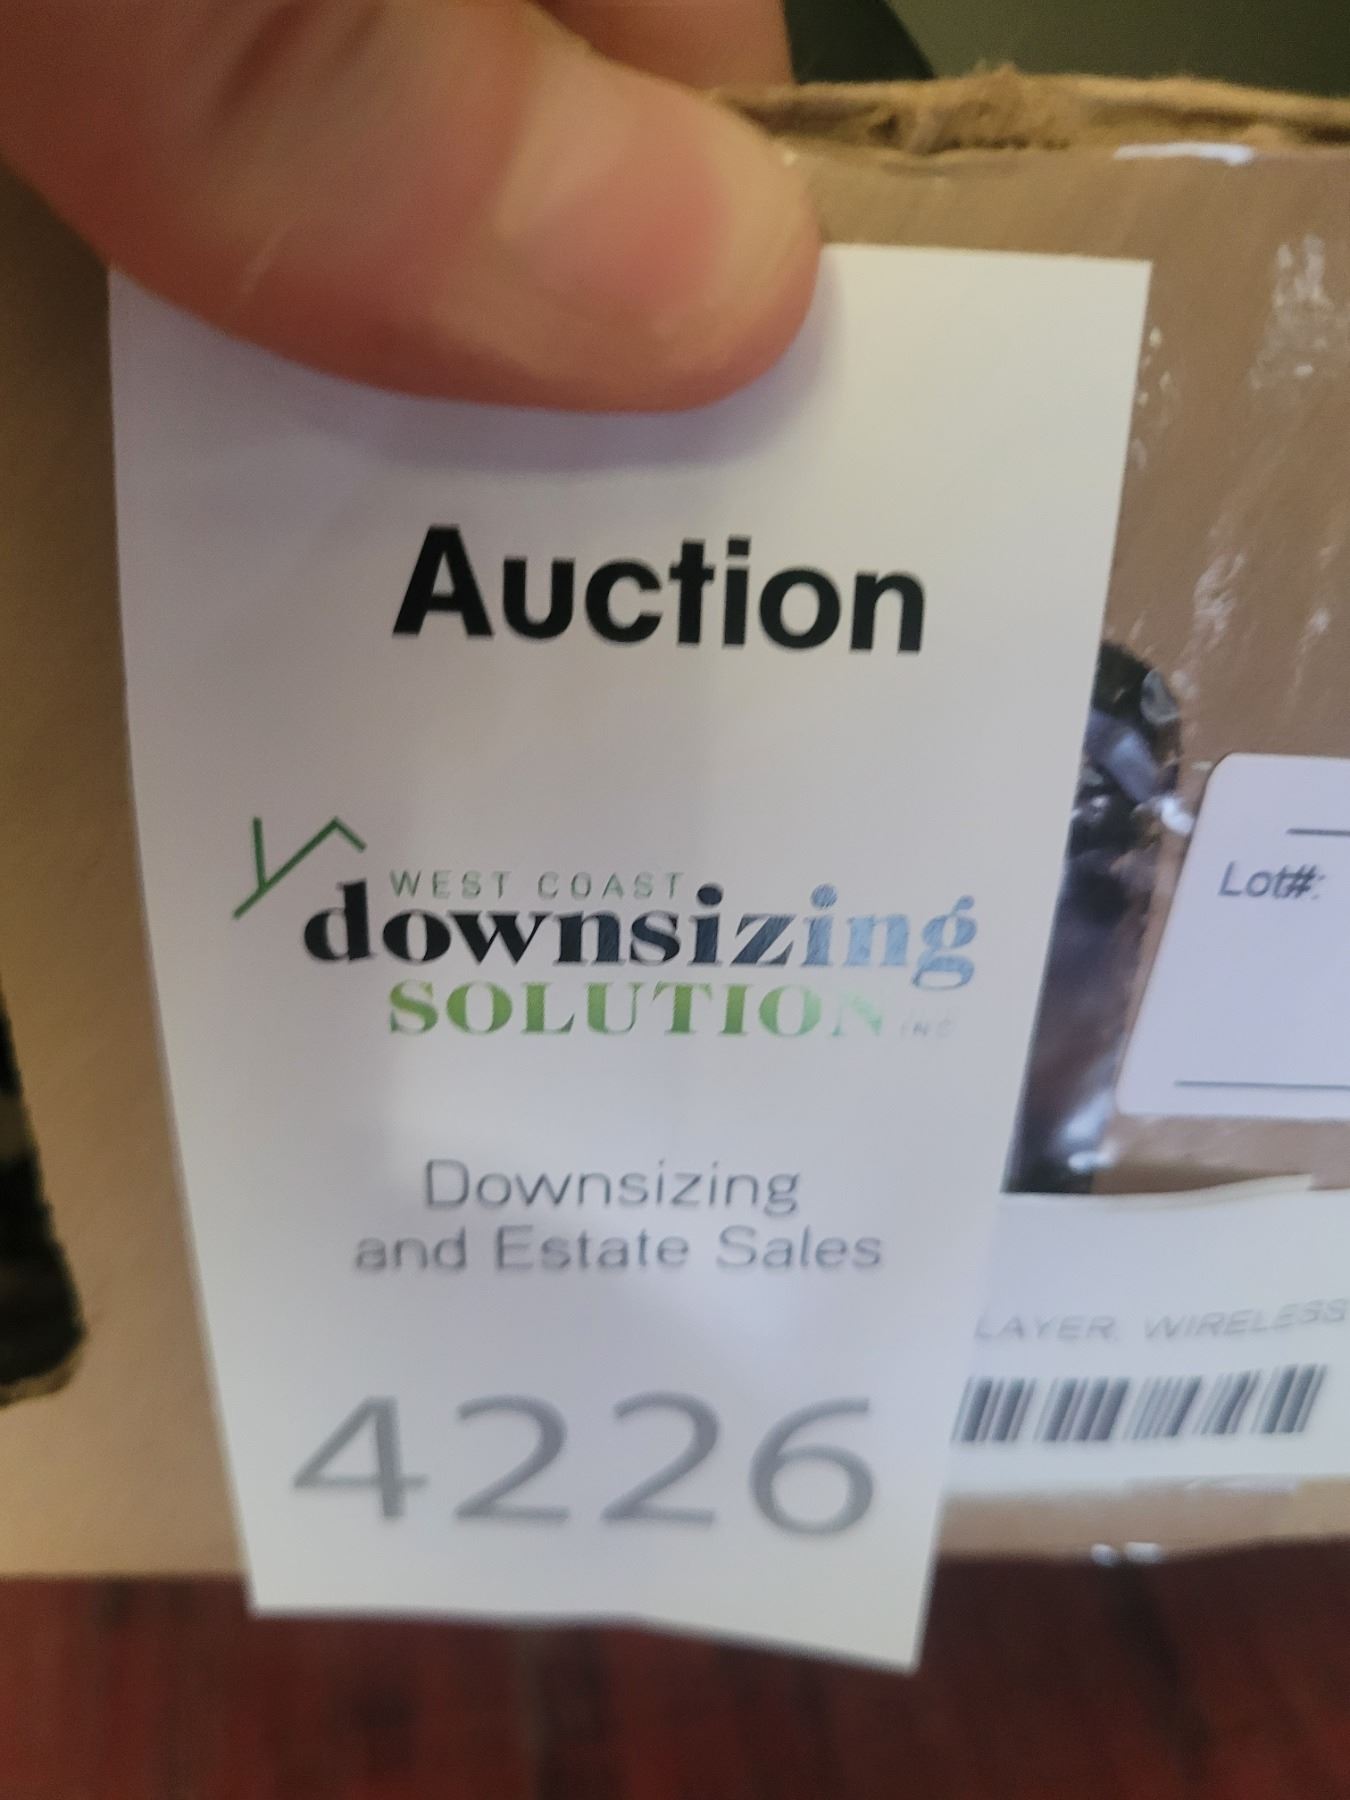 Auction
WEST COAST
downsizing
SOLUTION INC
Downsizing
and Estate Sales
4226
Lot#:
LAYER, WIRELESS